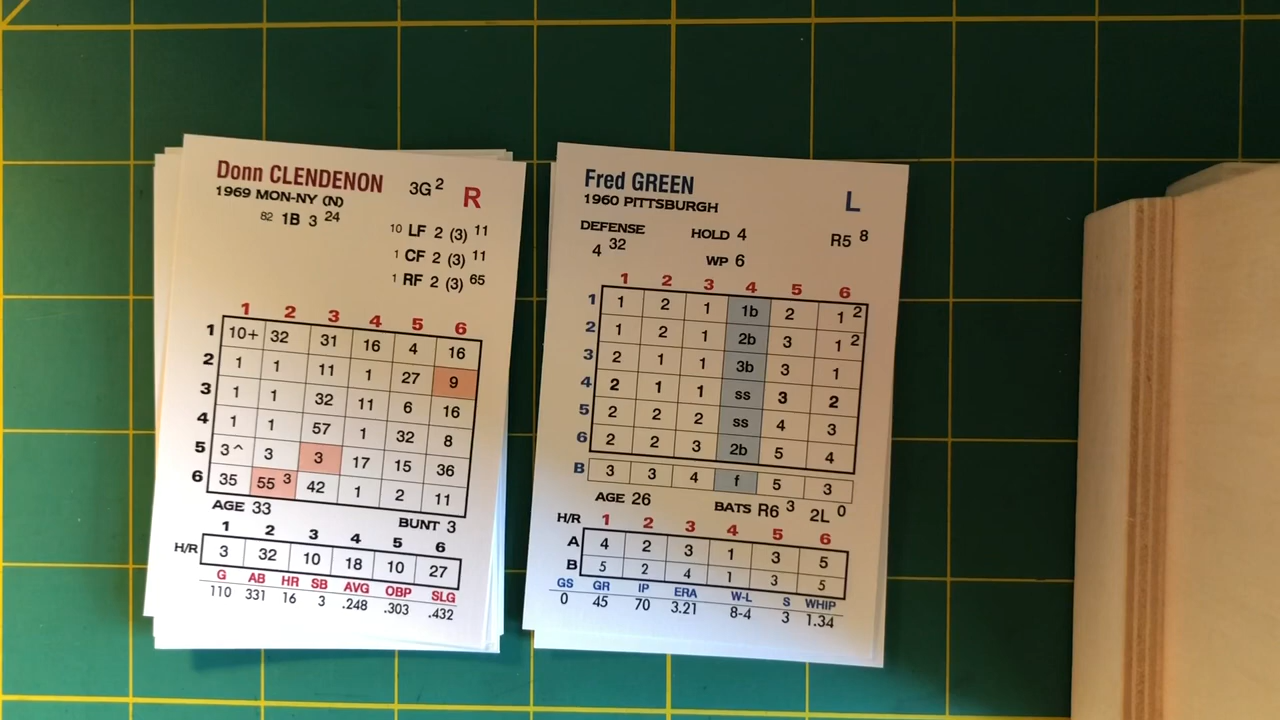 Donn CLENDENON 3G 2 R
1969 MON-NY (N)
82 1B 3 24
10 LF 2 (3) 11
1 CF 2 (3) 11
1 RF 2 (3) 65
1 2 3 4 5 6
1 10+ 32 31 16 4 16
2 1 1 11 1 27 9
3 1 1 32 11 6 16
4 1 1 57 1 32 8
5 3^ 3 3 17 15 36
6 35 55 3 42 1 2 11
AGE 33 BUNT 3
1 2 3 4 5 6
H/R 3 32 10 18 10 27
G AB HR SB AVG OBP SLG
110 331 16 3 .248 .303 .432
Fred GREEN L
1960 PITTSBURGH
DEFENSE HOLD 4 R5 8
4 32 WP 6
1 2 3 4 5 6
1 1 2 1 1b 2 1 2
2 1 2 1 2b 3 1 2
3 2 1 1 3b 3 1
4 2 1 1 ss 3 2
5 2 2 2 ss 4 3
6 2 2 3 2b 5 4
B 3 3 4 f 5 3
AGE 26 BATS R6 3 2L 0
H/R 1 2 3 4 5 6
A 4 2 3 1 3 5
B 5 2 4 1 3 5
GS GR IP ERA W-L S WHIP
0 45 70 3.21 8-4 3 1.34